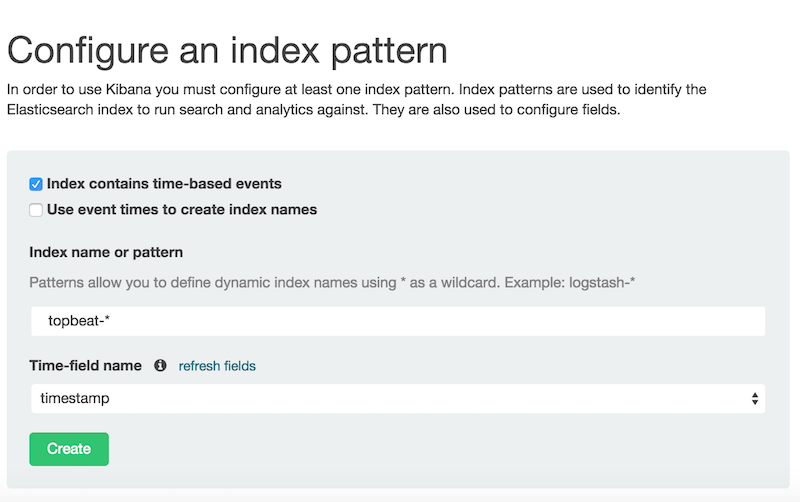 Configure an index pattern
In order to use Kibana you must configure at least one index pattern. Index patterns are used to identify the
Elasticsearch index to run search and analytics against. They are also used to configure fields.
Index contains time-based events
Use event times to create index names
Index name or pattern
Patterns allow you to define dynamic index names using * as a wildcard. Example: logstash-*
topbeat-*
Time-field name refresh fields
timestamp
Create